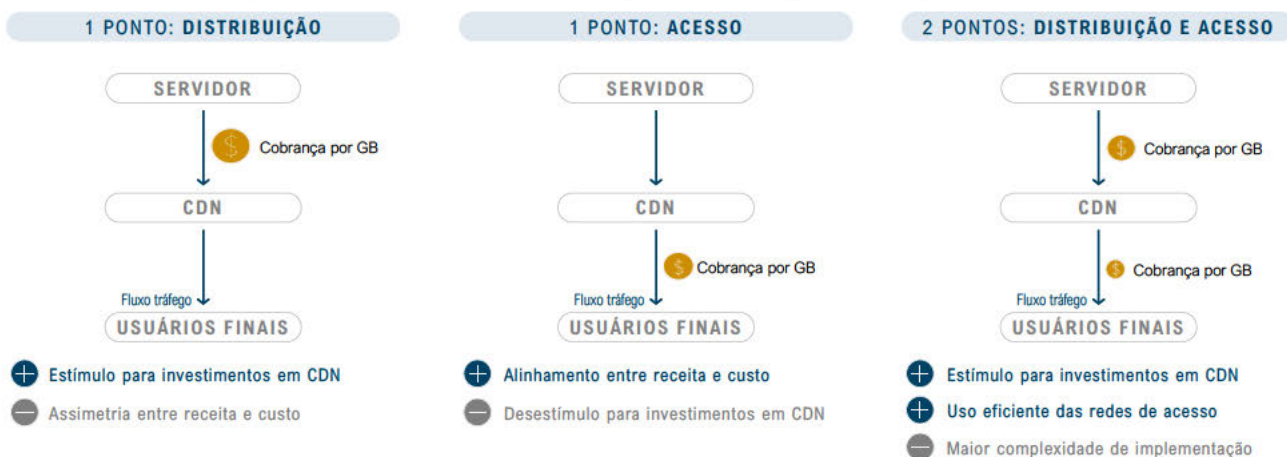 1 PONTO: DISTRIBUIÇÃO
SERVIDOR
$
Cobrança por GB
CDN
Fluxo tráfego
USUÁRIOS FINAIS
+ Estímulo para investimentos em CDN
− Assimetria entre receita e custo
1 PONTO: ACESSO
SERVIDOR
CDN
$
Cobrança por GB
Fluxo tráfego
USUÁRIOS FINAIS
+ Alinhamento entre receita e custo
− Desestímulo para investimentos em CDN
2 PONTOS: DISTRIBUIÇÃO E ACESSO
SERVIDOR
$
Cobrança por GB
CDN
$
Cobrança por GB
Fluxo tráfego
USUÁRIOS FINAIS
+ Estímulo para investimentos em CDN
+ Uso eficiente das redes de acesso
− Maior complexidade de implementação